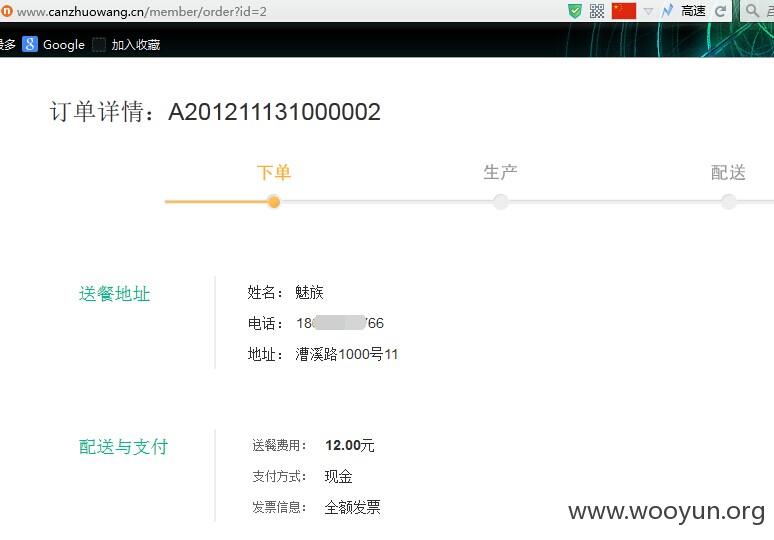 www.canzhuowang.cn/member/order?id=2
高速
最多 Google 加入收藏
订单详情：A201211131000002
下单 生产 配送
送餐地址
姓名： 魅族
电话： 18 66
地址： 漕溪路1000号11
配送与支付
送餐费用： 12.00元
支付方式： 现金
发票信息： 全额发票
www.wooyun.org